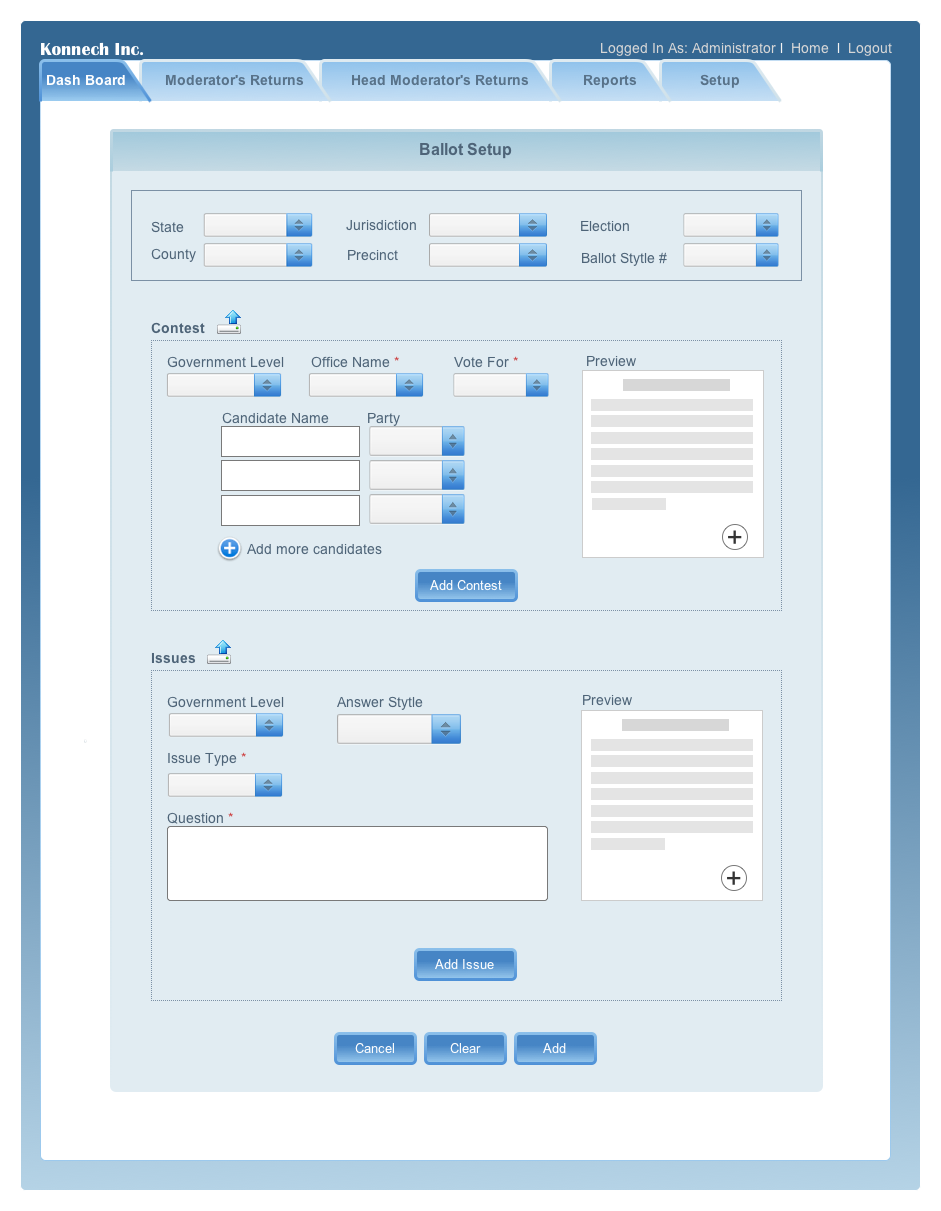 Konnech Inc.
Logged In As: Administrator I Home I Logout
Dash Board Moderator's Returns Head Moderator's Returns Reports Setup
Ballot Setup
State Jurisdiction Election
County Precinct Ballot Stytle #
Contest
Government Level Office Name * Vote For * Preview
Candidate Name Party
Add more candidates
Add Contest
Issues
Government Level Answer Stytle Preview
Issue Type *
Question *
Add Issue
Cancel Clear Add